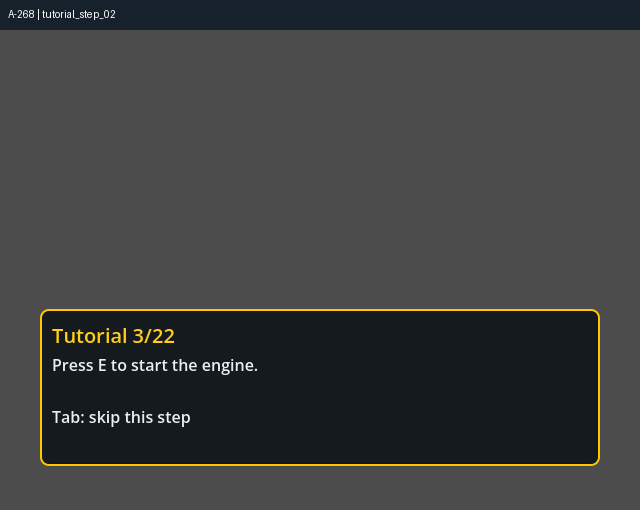 A-268 | tutorial_step_02
Tutorial 3/22
Press E to start the engine.
Tab: skip this step